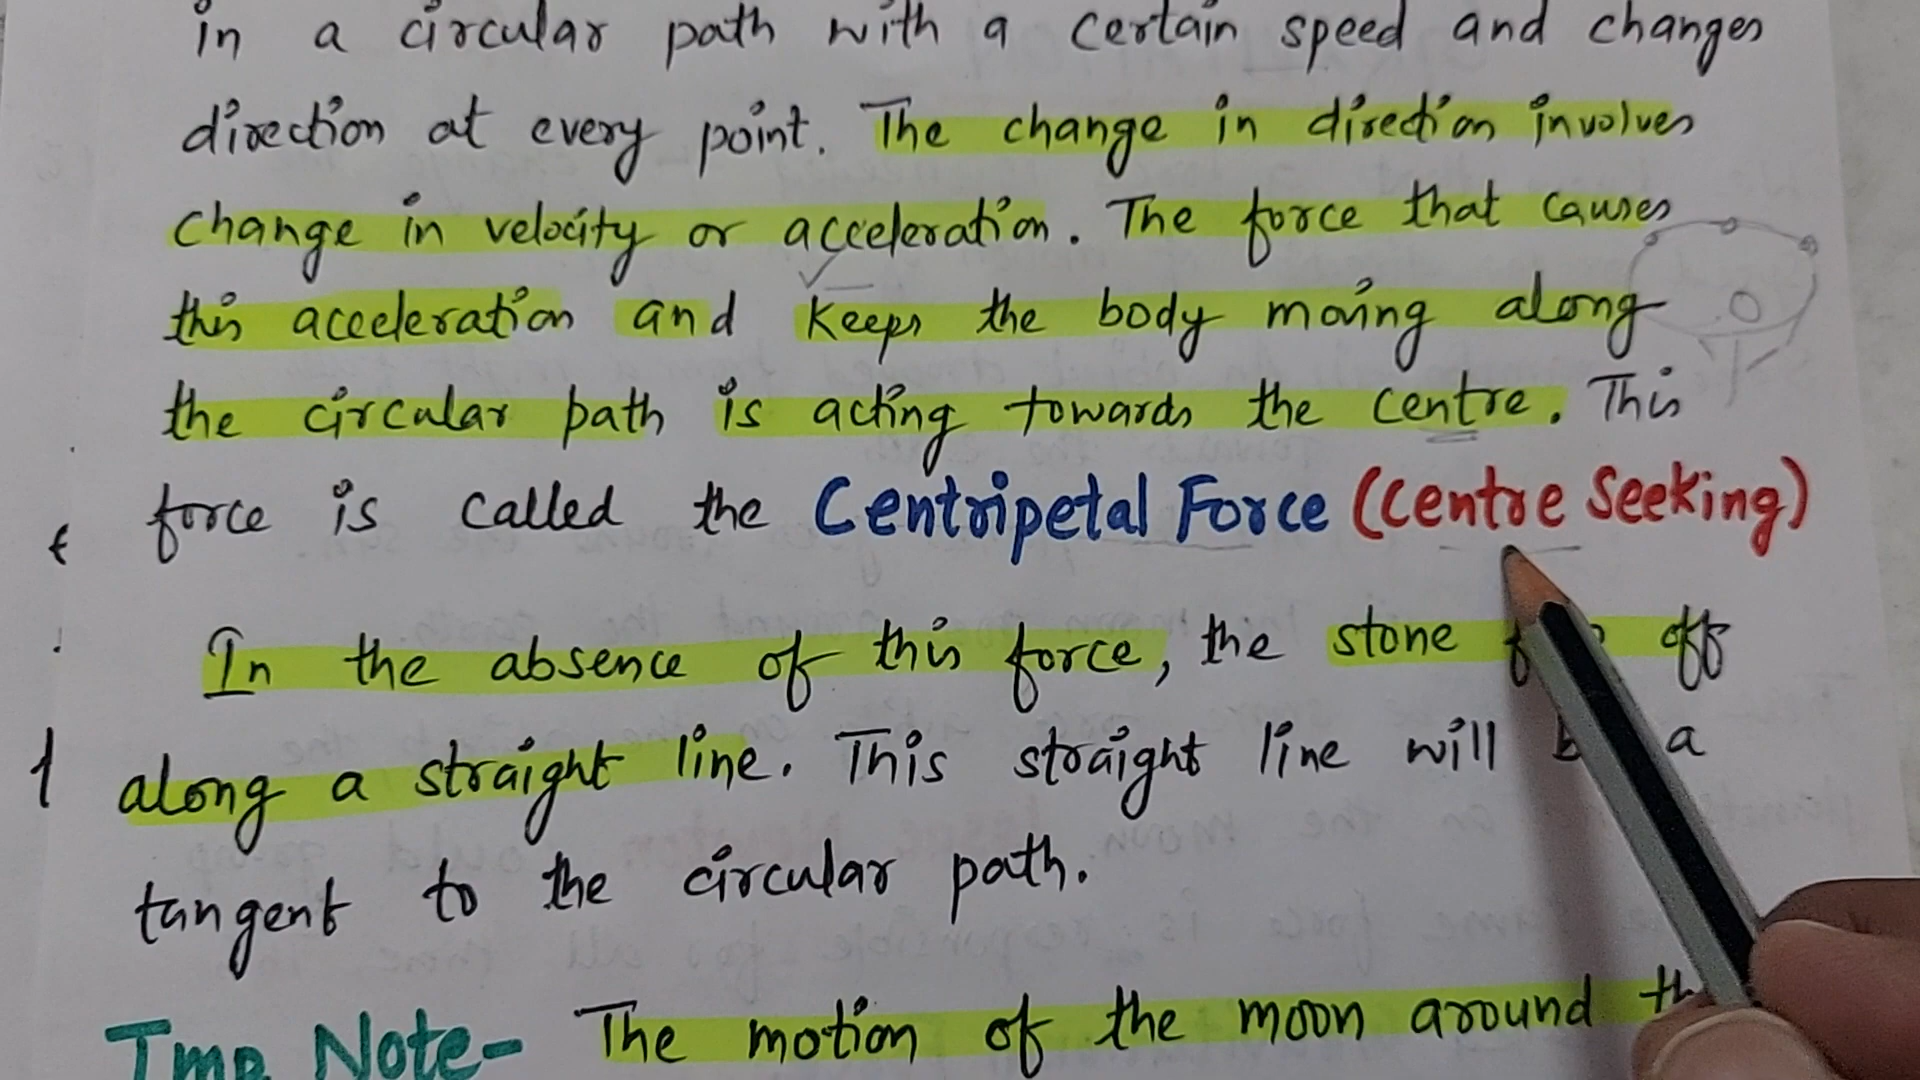 in a circular path with a certain speed and changes
direction at every point. The change in direction involves
change in velocity or acceleration. The force that causes
this acceleration and keeps the body moving along
the circular path is acting towards the centre. This
force is called the Centripetal Force (Centre Seeking)
In the absence of this force, the stone off
along a straight line. This straight line will a
tangent to the circular path.
Imp Note- The motion of the moon around